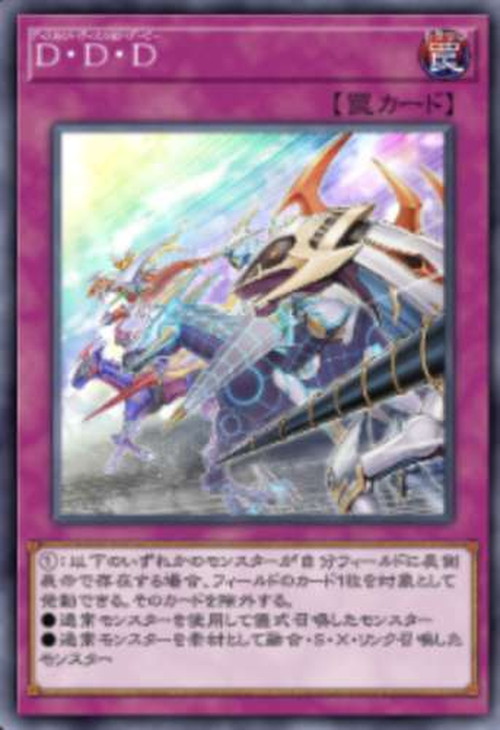 D・D・D
罠
【罠カード】
①：以下のいずれかのモンスターが自分フィールドに表側
表示で存在する場合、フィールドのカード1枚を対象として
発動できる。そのカードを除外する。
●通常モンスターを使用して儀式召喚したモンスター
●通常モンスターを素材として融合・S・X・リンク召喚した
モンスター